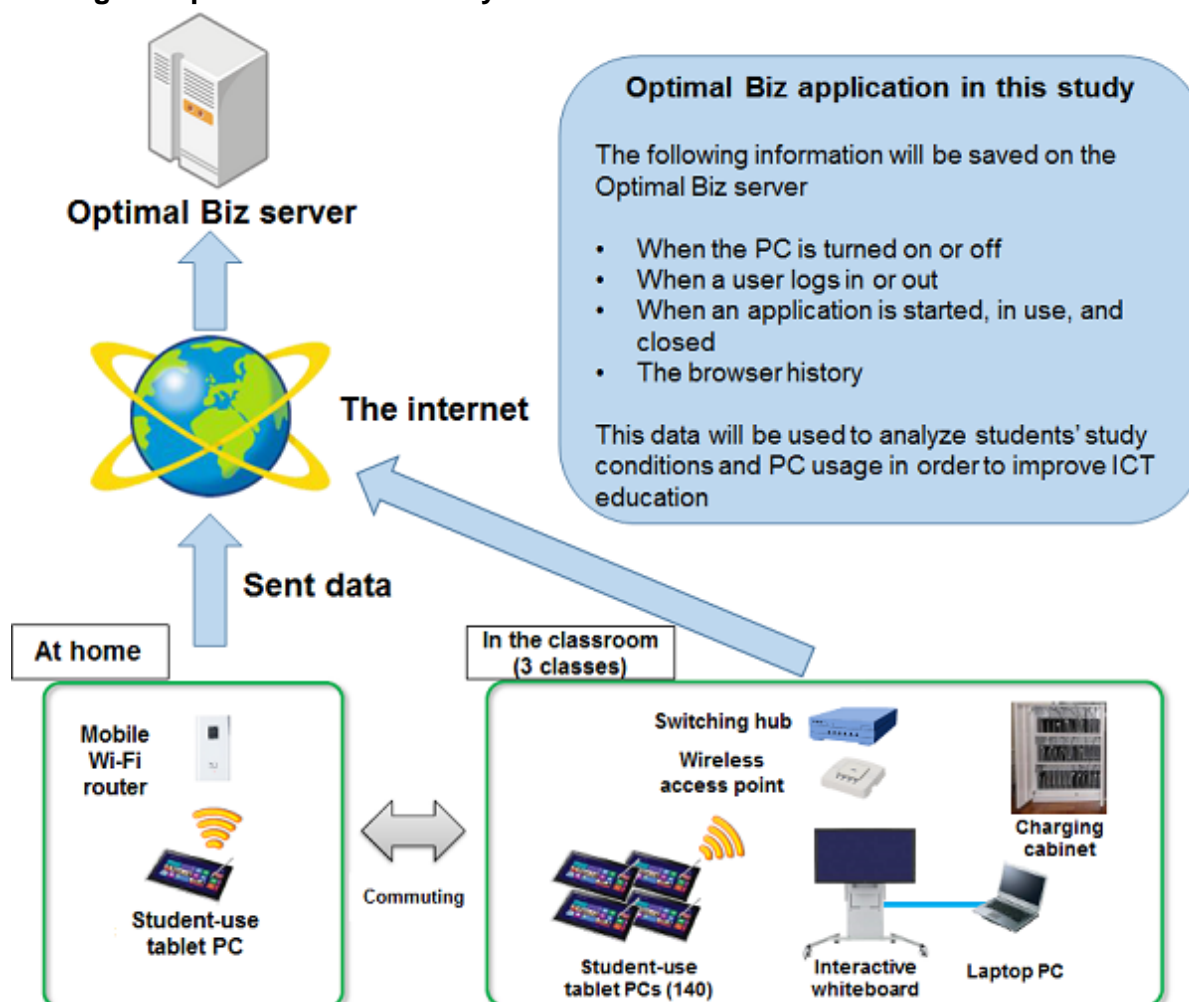 Optimal Biz server
Optimal Biz application in this study
The following information will be saved on the
Optimal Biz server
• When the PC is turned on or off
• When a user logs in or out
• When an application is started, in use, and
closed
• The browser history
This data will be used to analyze students' study
conditions and PC usage in order to improve ICT
education
The internet
Sent data
At home
Mobile
Wi-Fi
router
Student-use
tablet PC
Commuting
In the classroom
(3 classes)
Switching hub
Wireless
access point
Charging
cabinet
Student-use
tablet PCs (140)
Interactive
whiteboard
Laptop PC